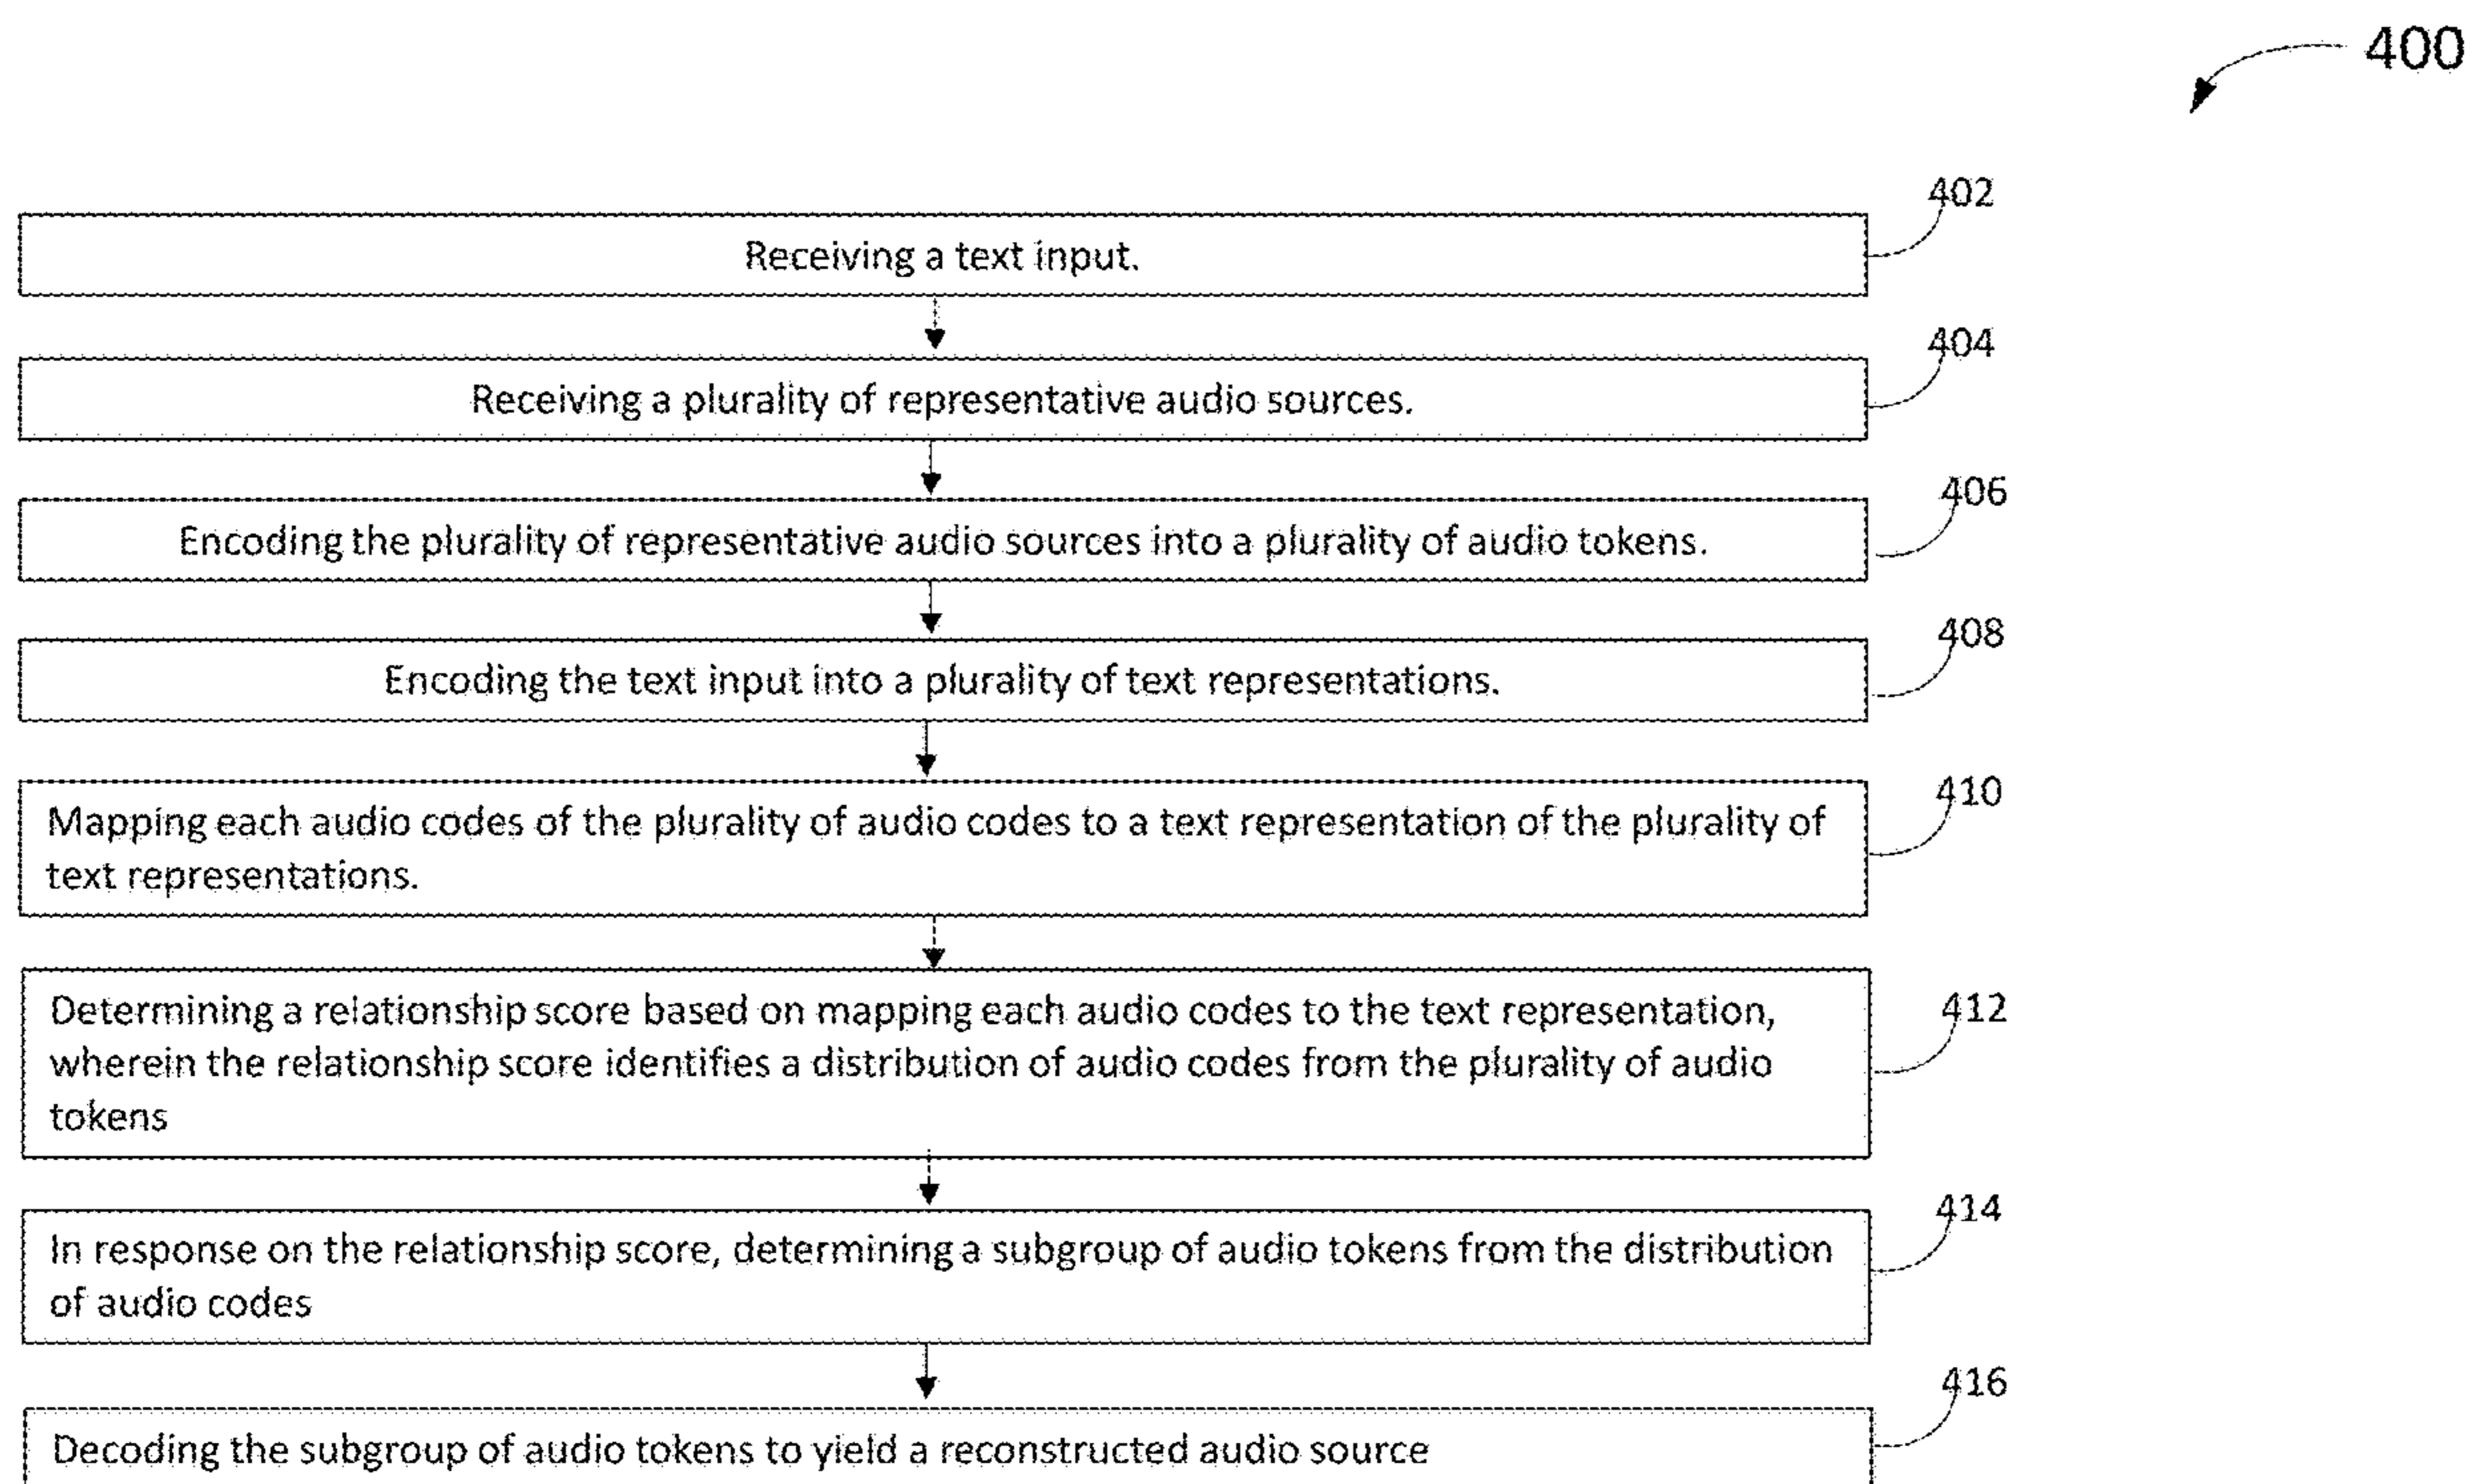 400
402
Receiving a text input.
404
Receiving a plurality of representative audio sources.
406
Encoding the plurality of representative audio sources into a plurality of audio tokens.
408
Encoding the text input into a plurality of text representations.
410
Mapping each audio codes of the plurality of audio codes to a text representation of the plurality of
text representations.
412
Determining a relationship score based on mapping each audio codes to the text representation,
wherein the relationship score identifies a distribution of audio codes from the plurality of audio
tokens
414
In response on the relationship score, determining a subgroup of audio tokens from the distribution
of audio codes
416
Decoding the subgroup of audio tokens to yield a reconstructed audio source